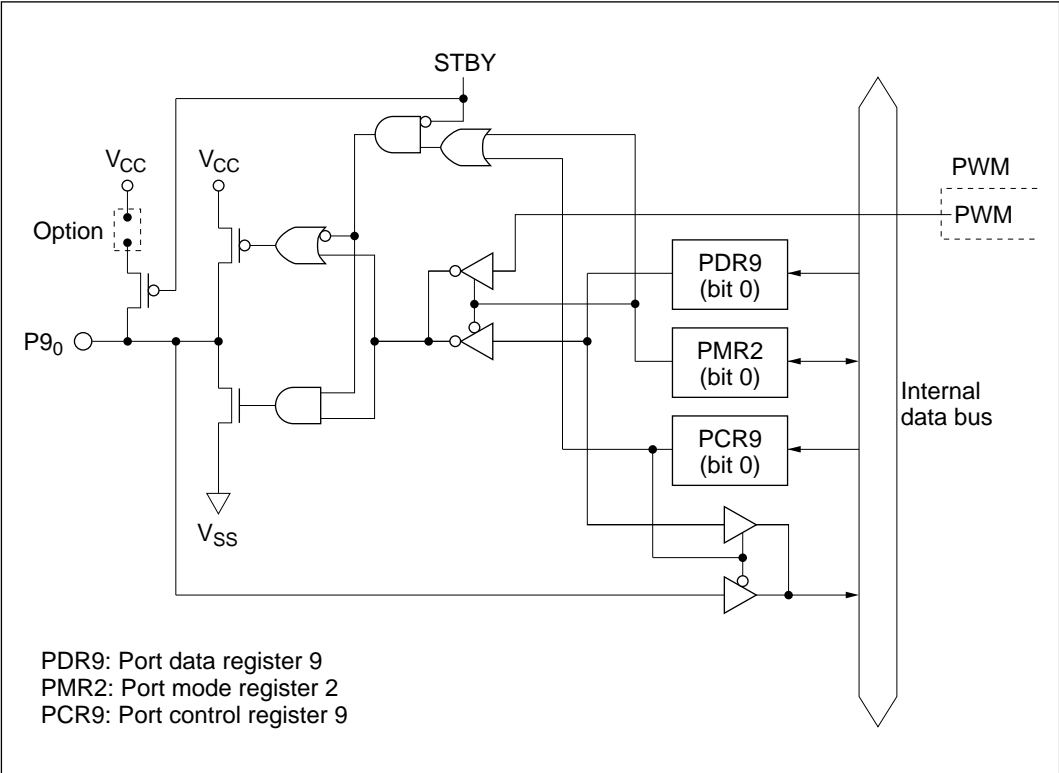 STBY
VCC
VCC
PWM
PWM
Option
PDR9
(bit 0)
P90
PMR2
(bit 0)
Internal
data bus
PCR9
(bit 0)
VSS
PDR9: Port data register 9
PMR2: Port mode register 2
PCR9: Port control register 9